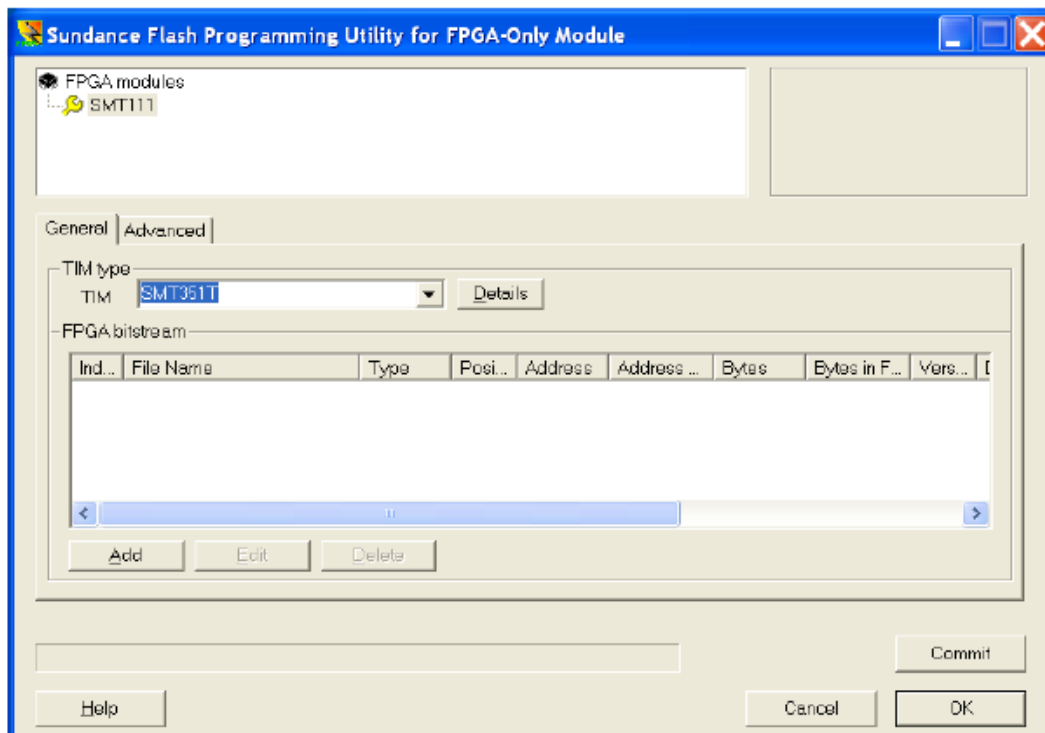 Sundance Flash Programming Utility for FPGA-Only Module
FPGA modules
SMT111
General Advanced
TIM type
TIM SMT361T Details
FPGA bitstream
Ind... File Name Type Posi... Address Address ... Bytes Bytes in F... Vers... D
Add Edit Delete
Commit
Help Cancel OK